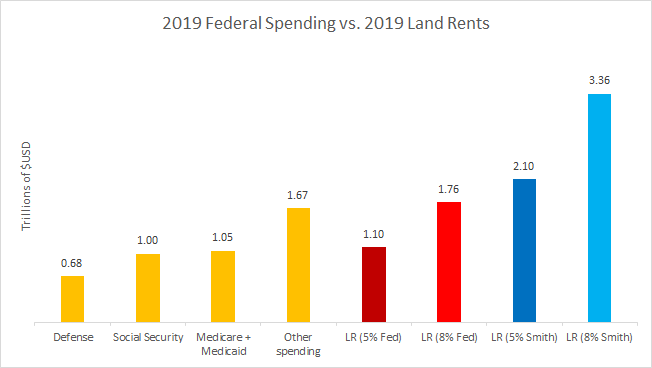 2019 Federal Spending vs. 2019 Land Rents
Trillions of $USD
0.68
1.00
1.05
1.67
1.10
1.76
2.10
3.36
Defense
Social Security
Medicare +
Medicaid
Other
spending
LR (5% Fed)
LR (8% Fed)
LR (5% Smith)
LR (8% Smith)